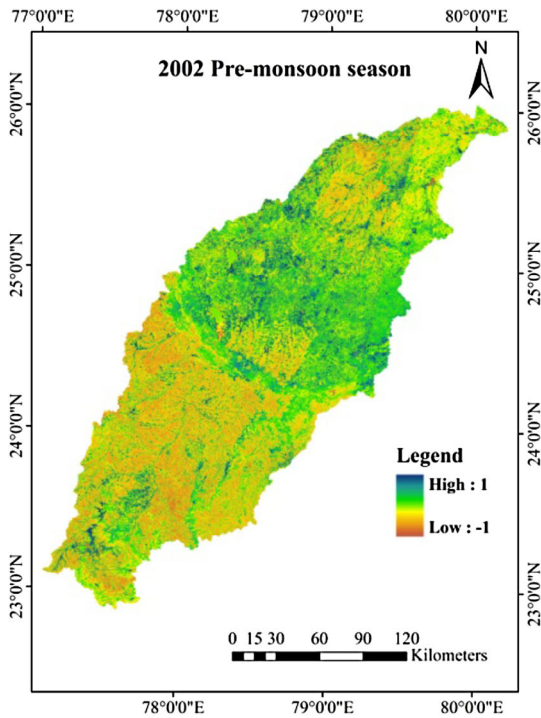 77°0'0"E 78°0'0"E 79°0'0"E 80°0'0"E
2002 Pre-monsoon season
N
26°0'0"N 26°0'0"N
25°0'0"N 25°0'0"N
24°0'0"N 24°0'0"N
23°0'0"N 23°0'0"N
Legend
High : 1
Low : -1
0 15 30 60 90 120
Kilometers
78°0'0"E 79°0'0"E 80°0'0"E